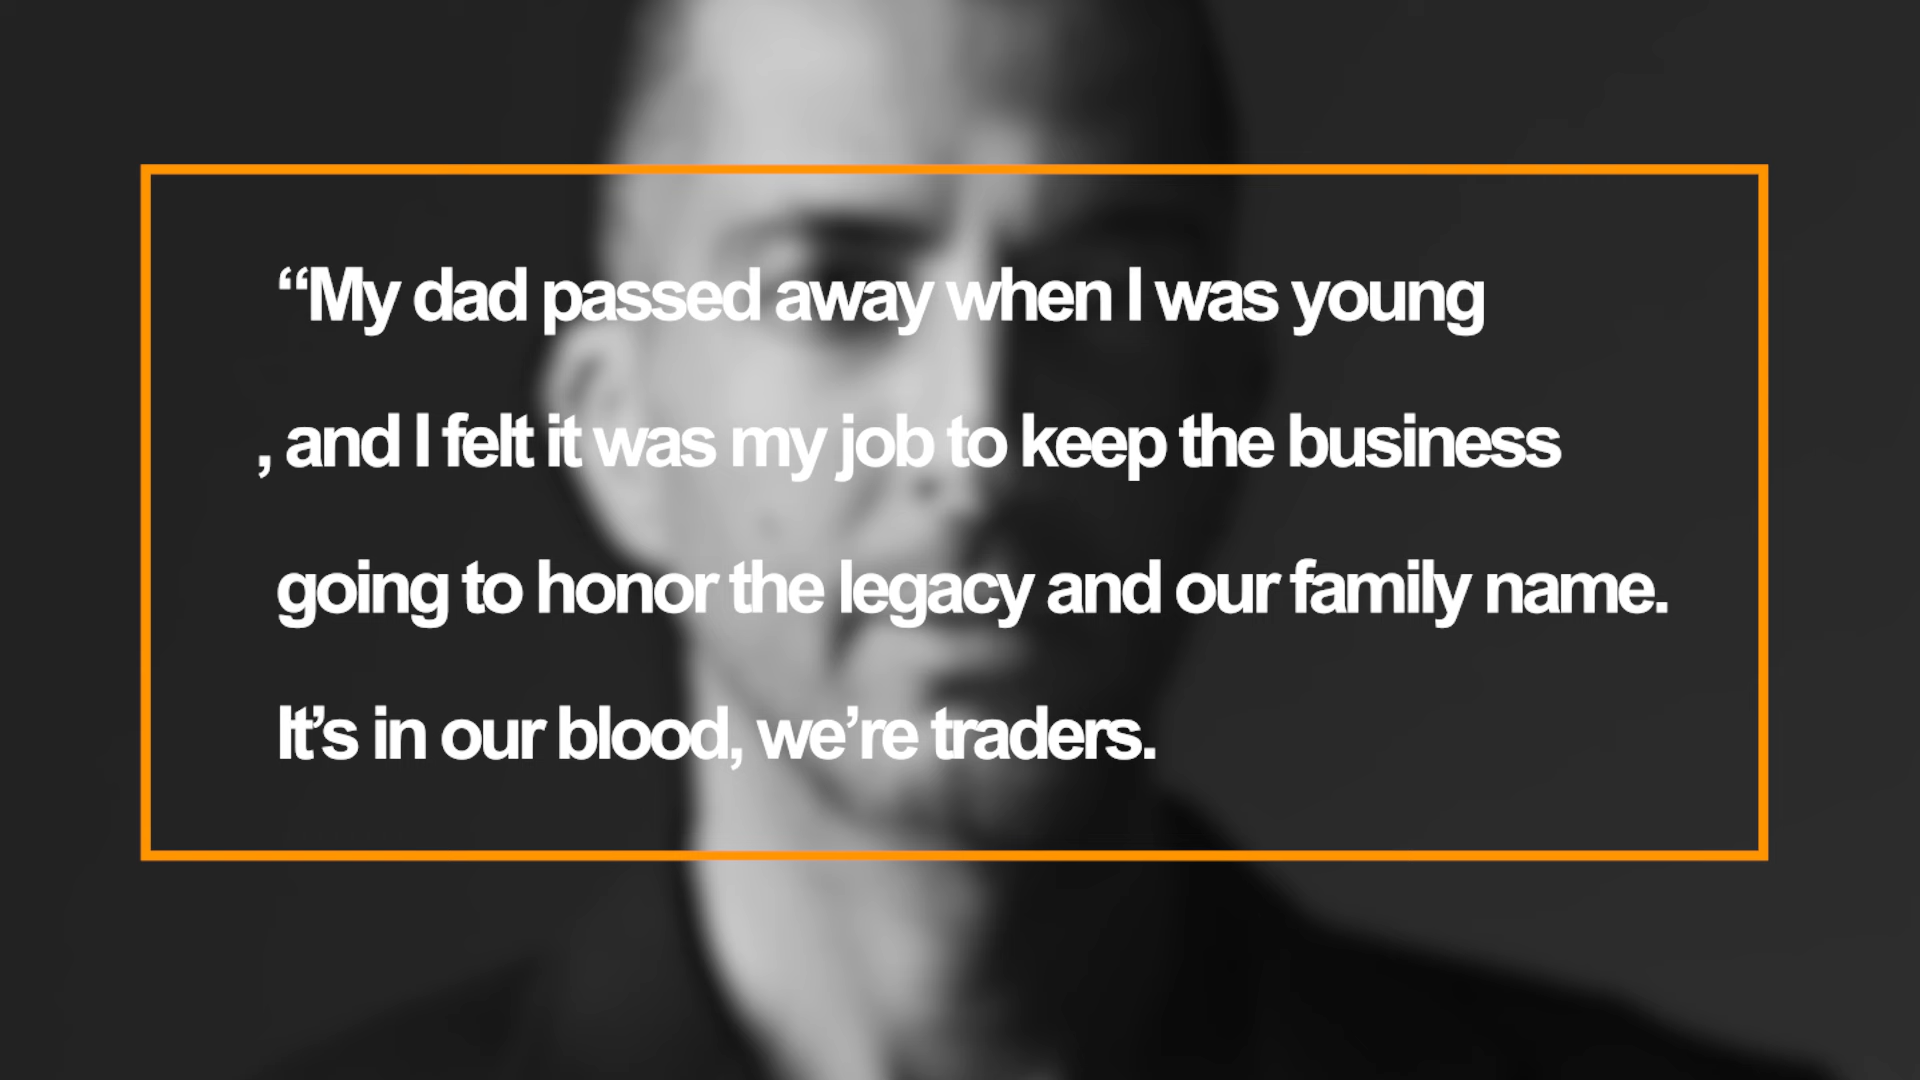 “My dad passed away when I was young
, and I felt it was my job to keep the business
going to honor the legacy and our family name.
It’s in our blood, we’re traders.